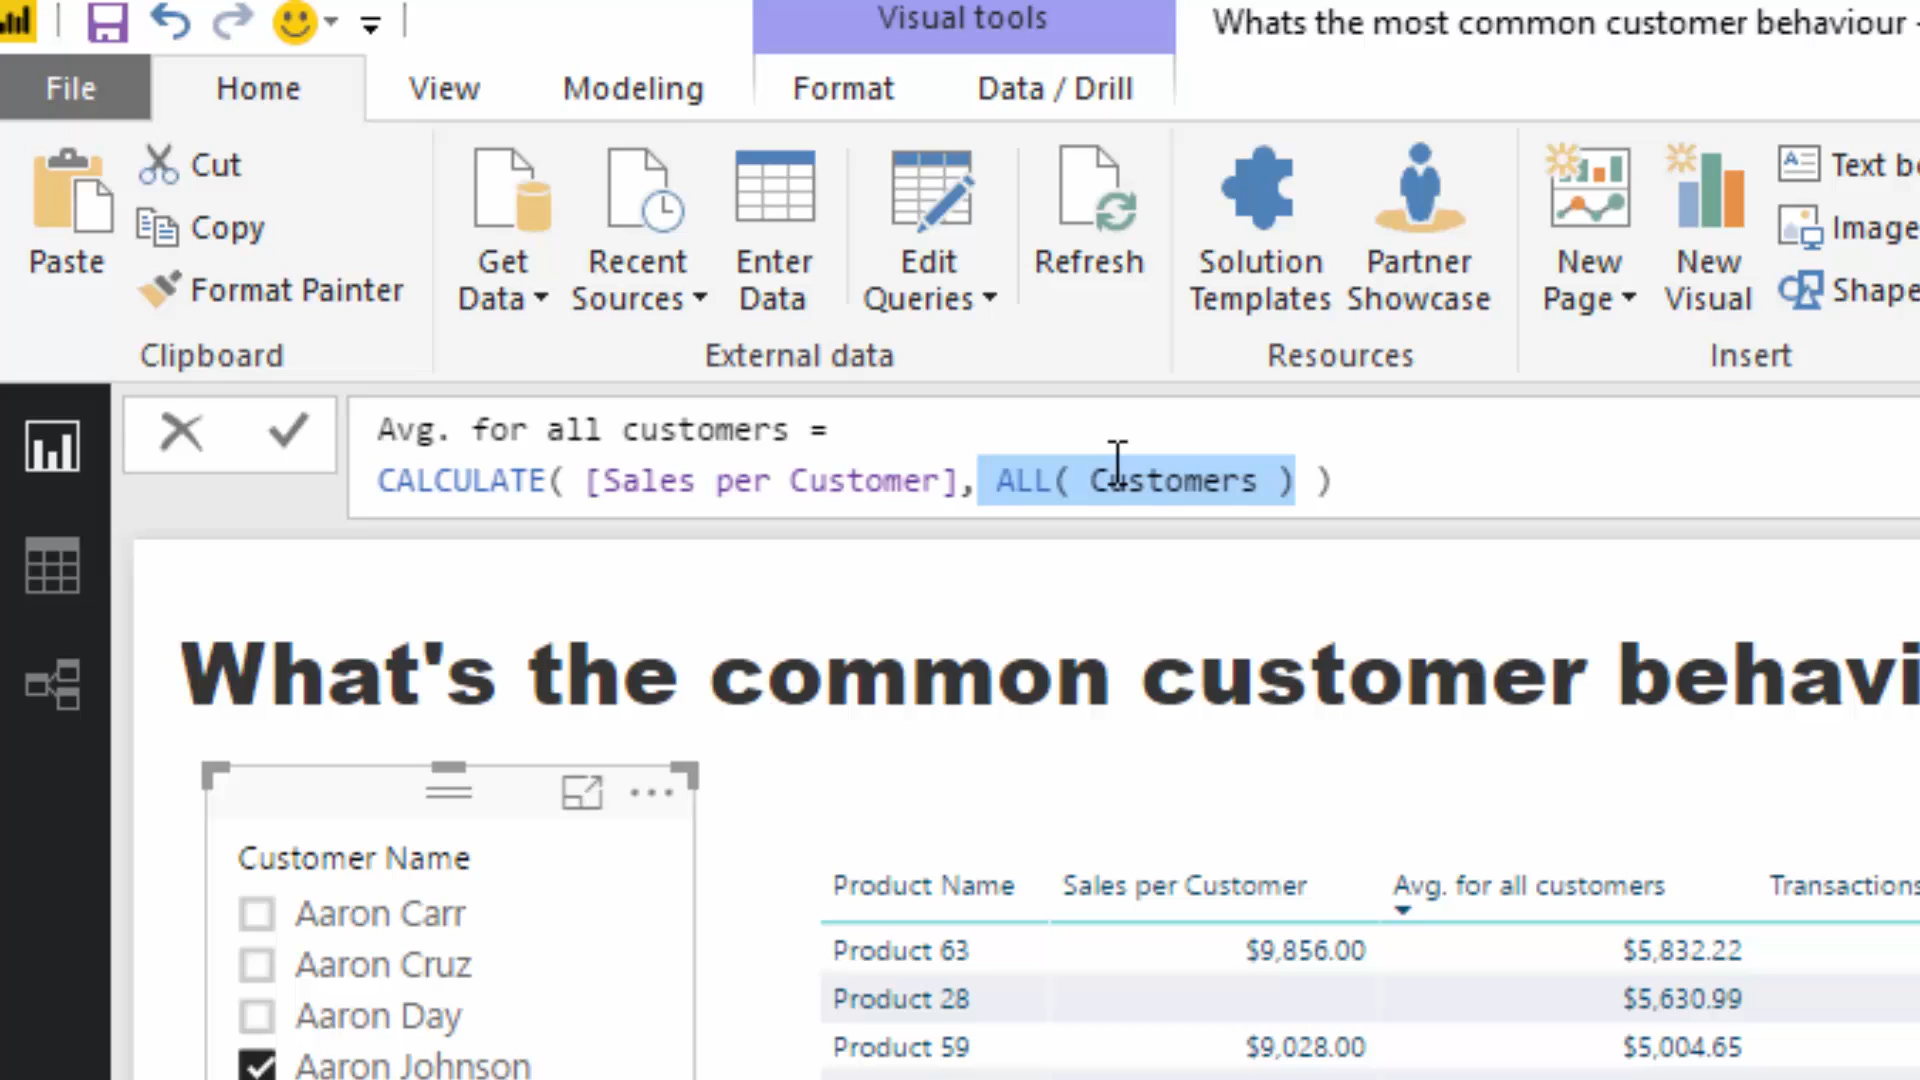 Visual tools
Whats the most common customer behaviour -
File
Home
View
Modeling
Format
Data / Drill
Paste
Cut
Copy
Format Painter
Clipboard
Get
Data
Recent
Sources
Enter
Data
Edit
Queries
External data
Refresh
Solution
Templates
Partner
Showcase
Resources
New
Page
New
Visual
Text b
Image
Shape
Insert
Avg. for all customers =
CALCULATE( [Sales per Customer], ALL( Customers ) )
What's the common customer behavi
Customer Name
Aaron Carr
Aaron Cruz
Aaron Day
Aaron Johnson
Product Name Sales per Customer Avg. for all customers Transactions
Product 63 $9,856.00 $5,832.22
Product 28 $5,630.99
Product 59 $9,028.00 $5,004.65